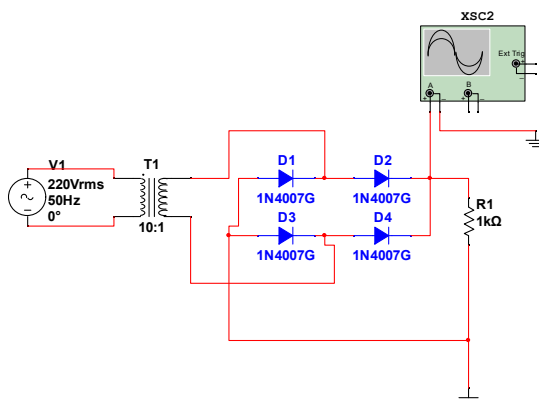 XSC2
Ext Trig
+
–
A
B
+ – + –
V1
220Vrms
50Hz
0°
T1
10:1
D1
1N4007G
D2
1N4007G
D3
1N4007G
D4
1N4007G
R1
1kΩ